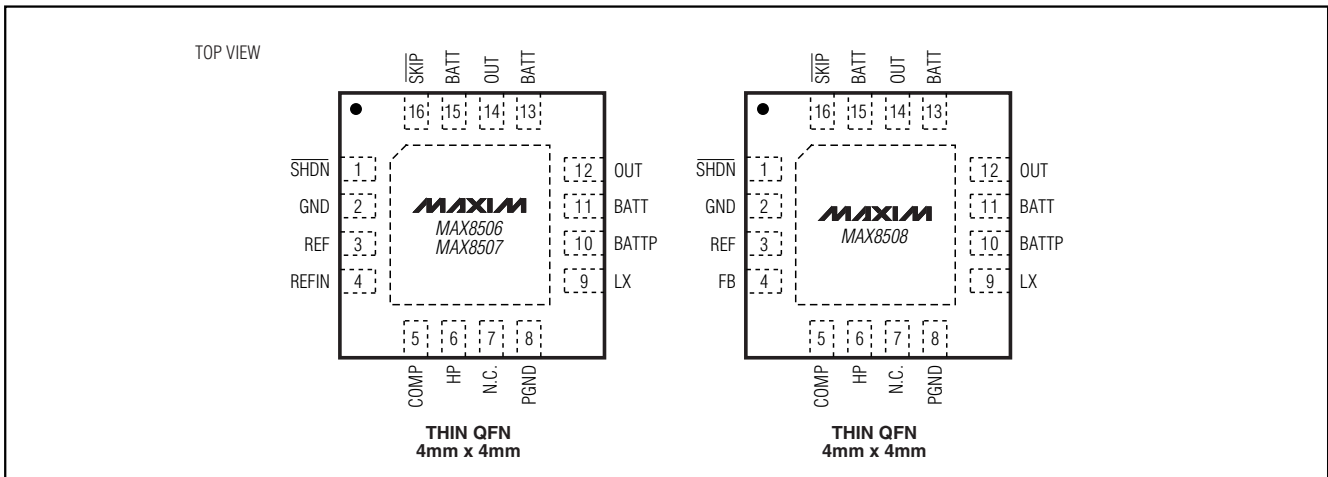 TOP VIEW
SKIP BATT OUT BATT
16 15 14 13
SHDN 1
GND 2
REF 3
REFIN 4
MAXIM
MAX8506
MAX8507
12 OUT
11 BATT
10 BATTP
9 LX
5 6 7 8
COMP HP N.C. PGND
THIN QFN
4mm x 4mm
SKIP BATT OUT BATT
16 15 14 13
SHDN 1
GND 2
REF 3
FB 4
MAXIM
MAX8508
12 OUT
11 BATT
10 BATTP
9 LX
5 6 7 8
COMP HP N.C. PGND
THIN QFN
4mm x 4mm